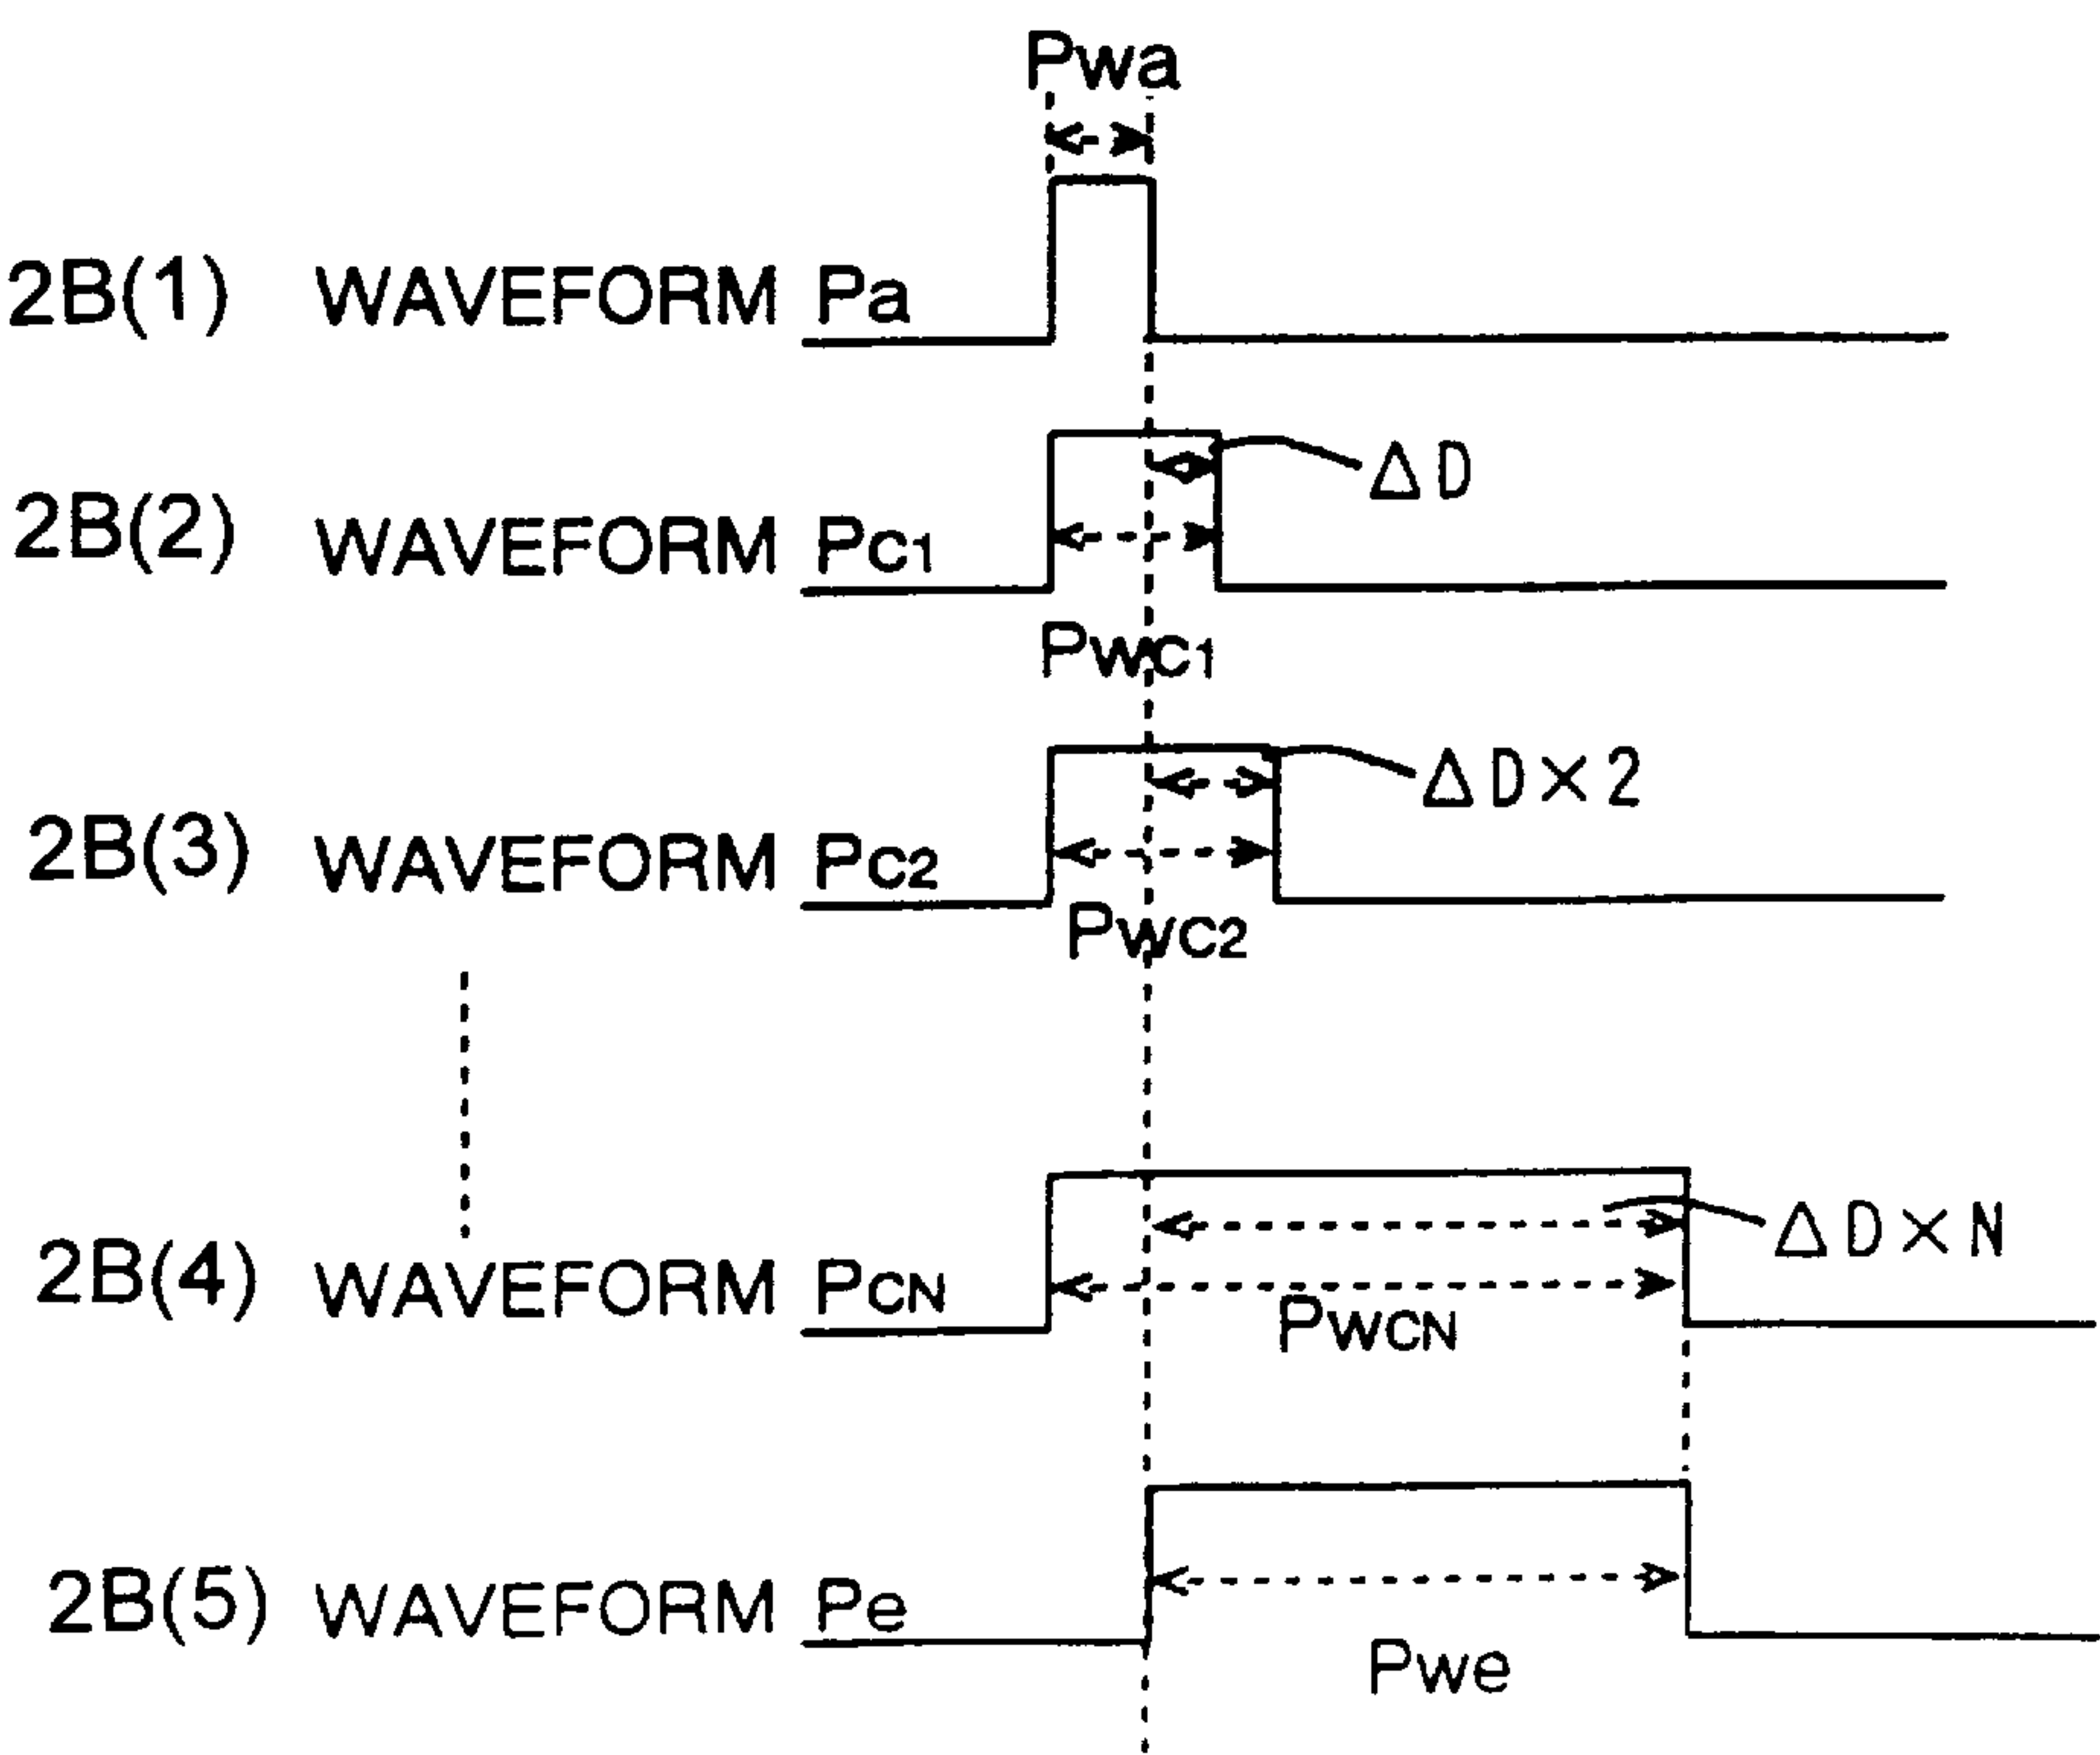 Pwa
2B(1) WAVEFORM Pa
ΔD
2B(2) WAVEFORM PC1
PWC1
ΔD×2
2B(3) WAVEFORM PC2
PWC2
ΔD×N
2B(4) WAVEFORM PCN
PWCN
2B(5) WAVEFORM Pe
Pwe